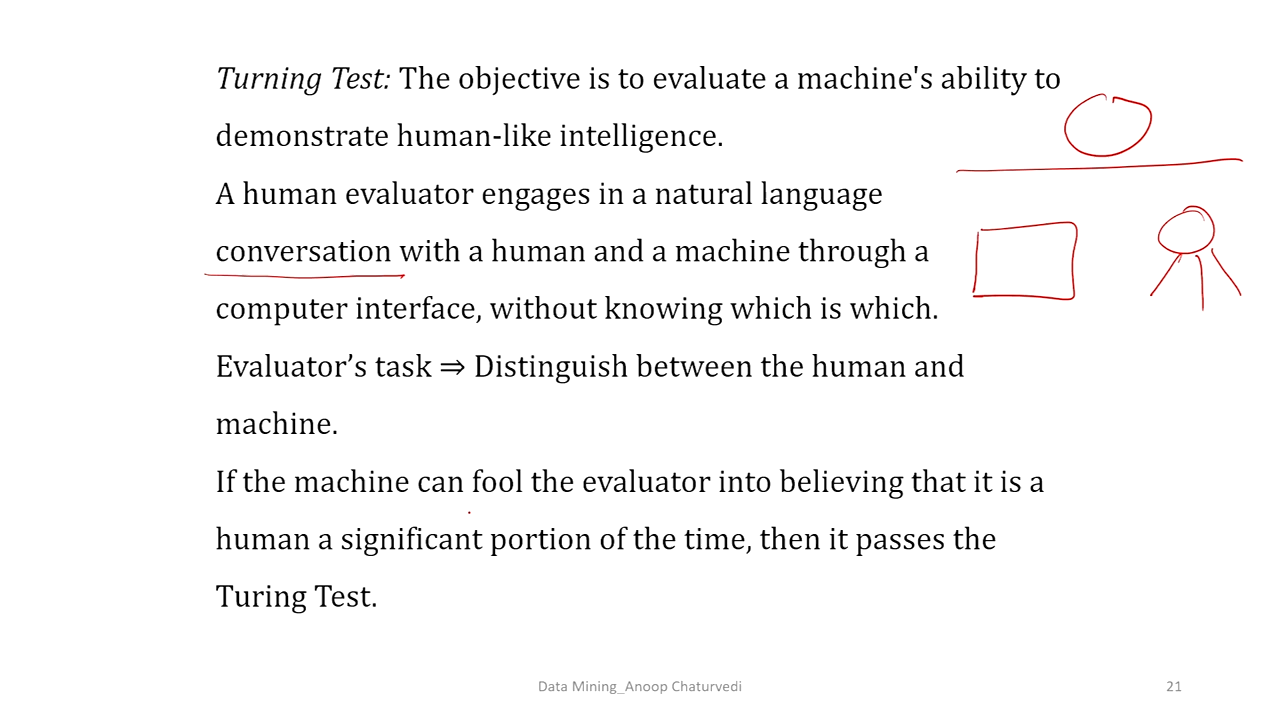 Turning Test: The objective is to evaluate a machine's ability to
demonstrate human-like intelligence.
A human evaluator engages in a natural language
conversation with a human and a machine through a
computer interface, without knowing which is which.
Evaluator’s task ⇒ Distinguish between the human and
machine.
If the machine can fool the evaluator into believing that it is a
human a significant portion of the time, then it passes the
Turing Test.
Data Mining_Anoop Chaturvedi
21